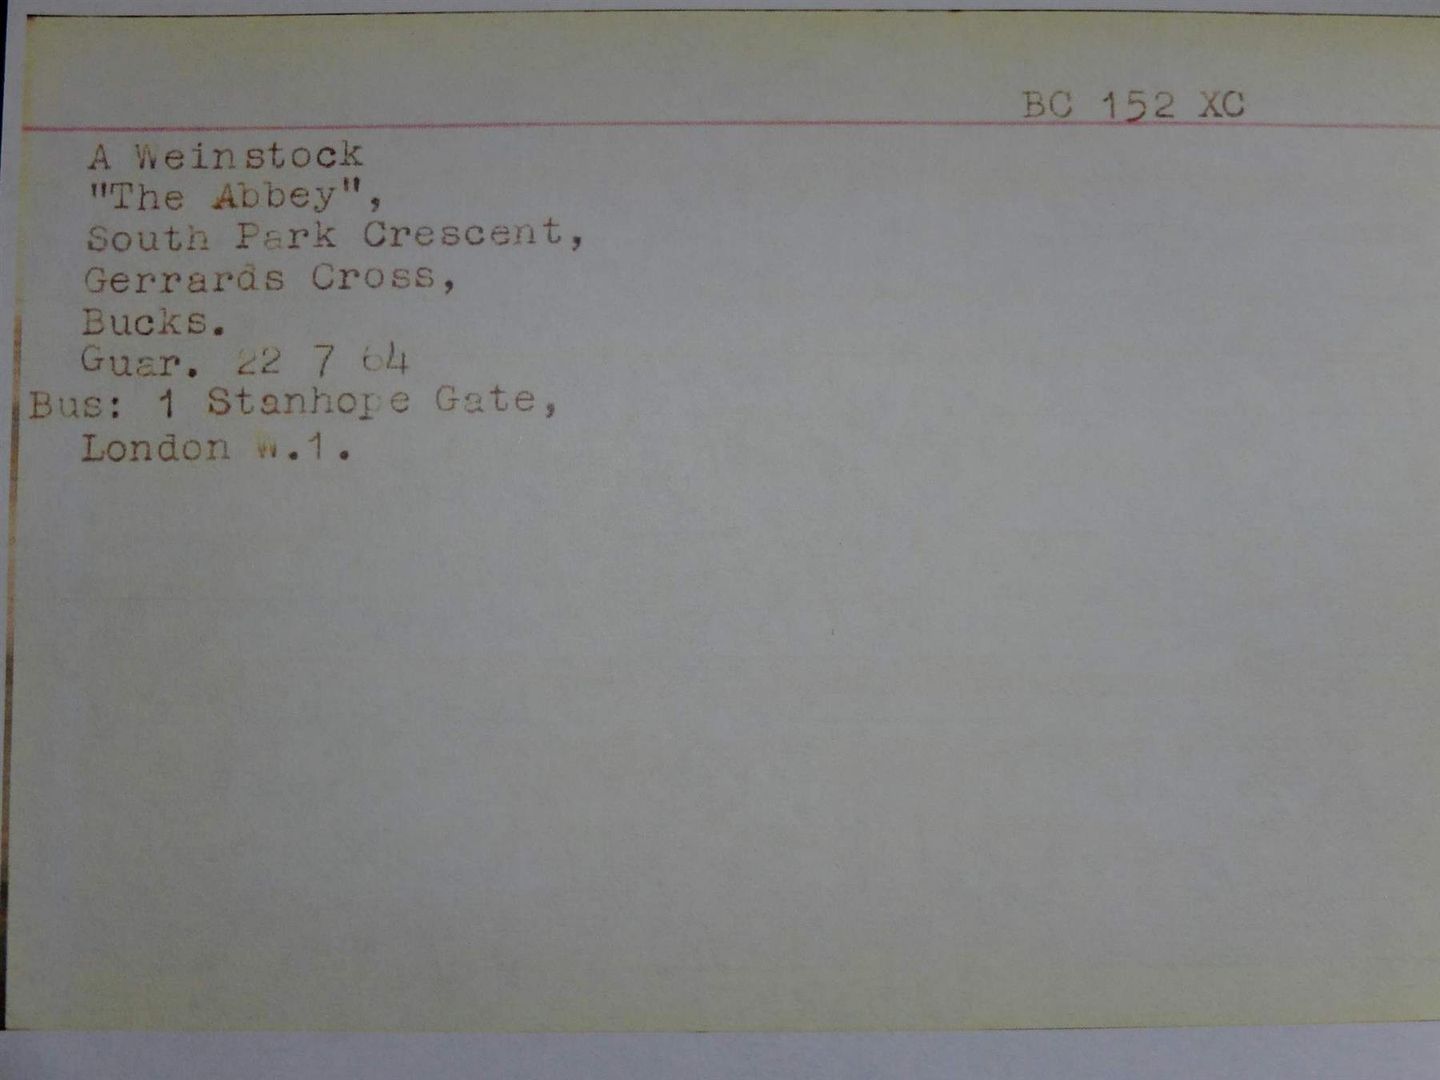 BC 152 XC
A Weinstock
"The Abbey",
South Park Crescent,
Gerrards Cross,
Bucks.
Guar. 22 7 64
Bus: 1 Stanhope Gate,
London W.1.